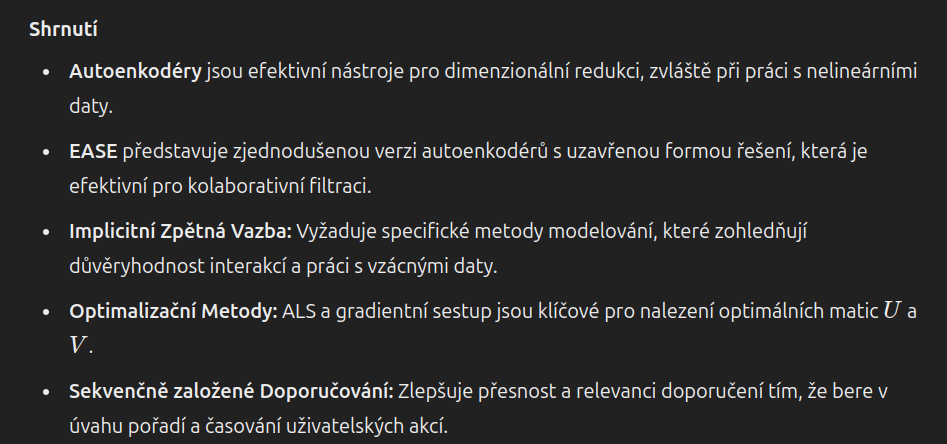 Shrnutí
• Autoenkodéry jsou efektivní nástroje pro dimenzionální redukci, zvláště při práci s nelineárními
daty.
• EASE představuje zjednodušenou verzi autoenkodérů s uzavřenou formou řešení, která je
efektivní pro kolaborativní filtraci.
• Implicitní Zpětná Vazba: Vyžaduje specifické metody modelování, které zohledňují
důvěryhodnost interakcí a práci s vzácnými daty.
• Optimalizační Metody: ALS a gradientní sestup jsou klíčové pro nalezení optimálních matic U a
V.
• Sekvenčně založené Doporučování: Zlepšuje přesnost a relevanci doporučení tím, že bere v
úvahu pořadí a časování uživatelských akcí.